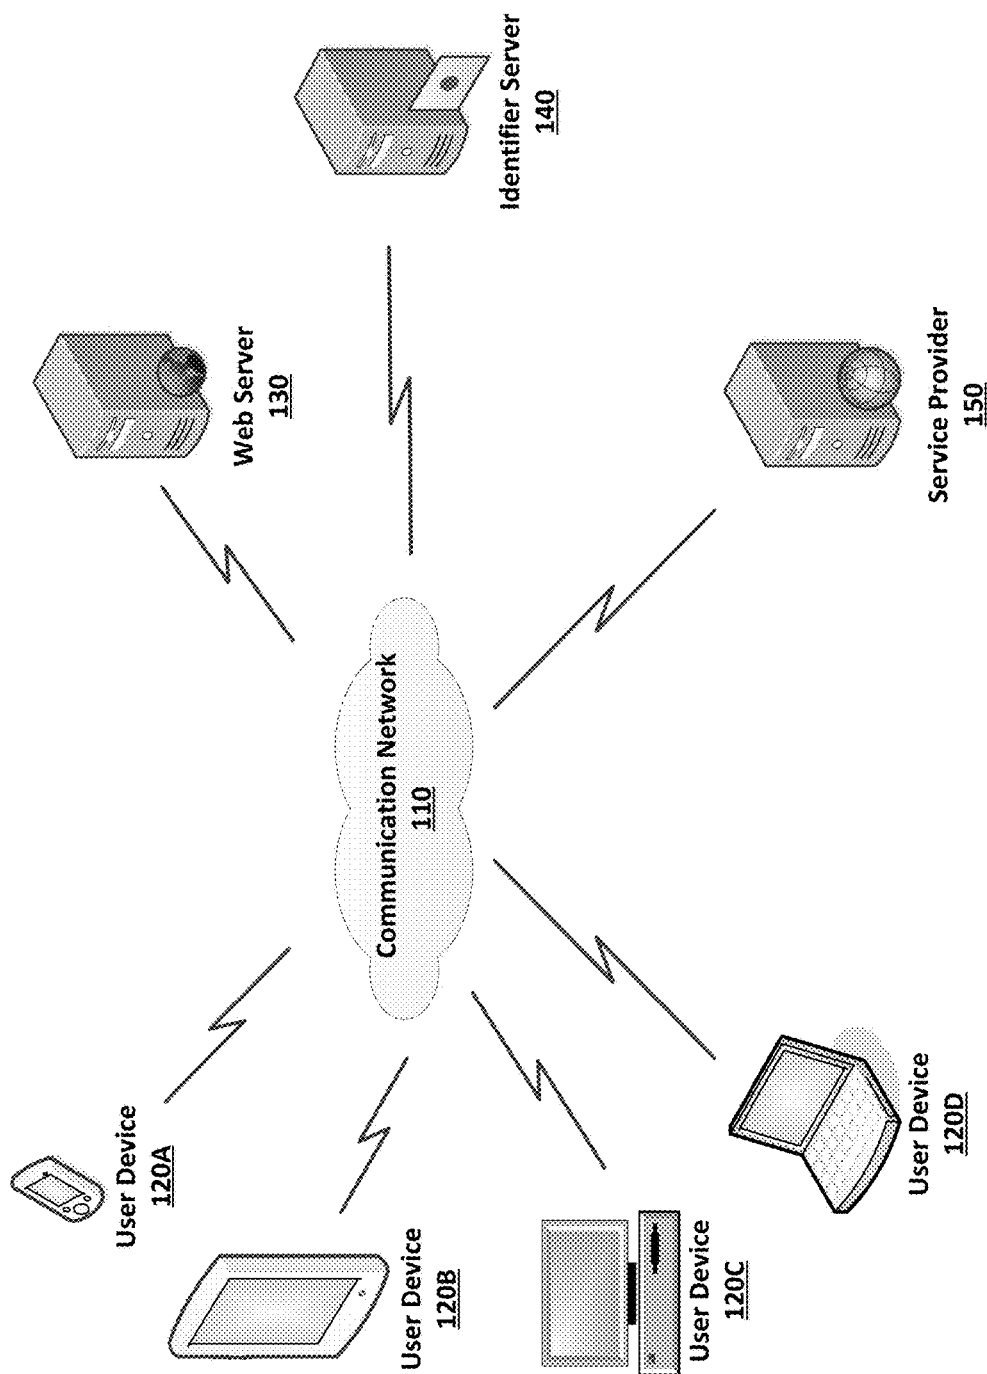 User Device
120A
User Device
120B
User Device
120C
User Device
120D
Communication Network
110
Web Server
130
Identifier Server
140
Service Provider
150